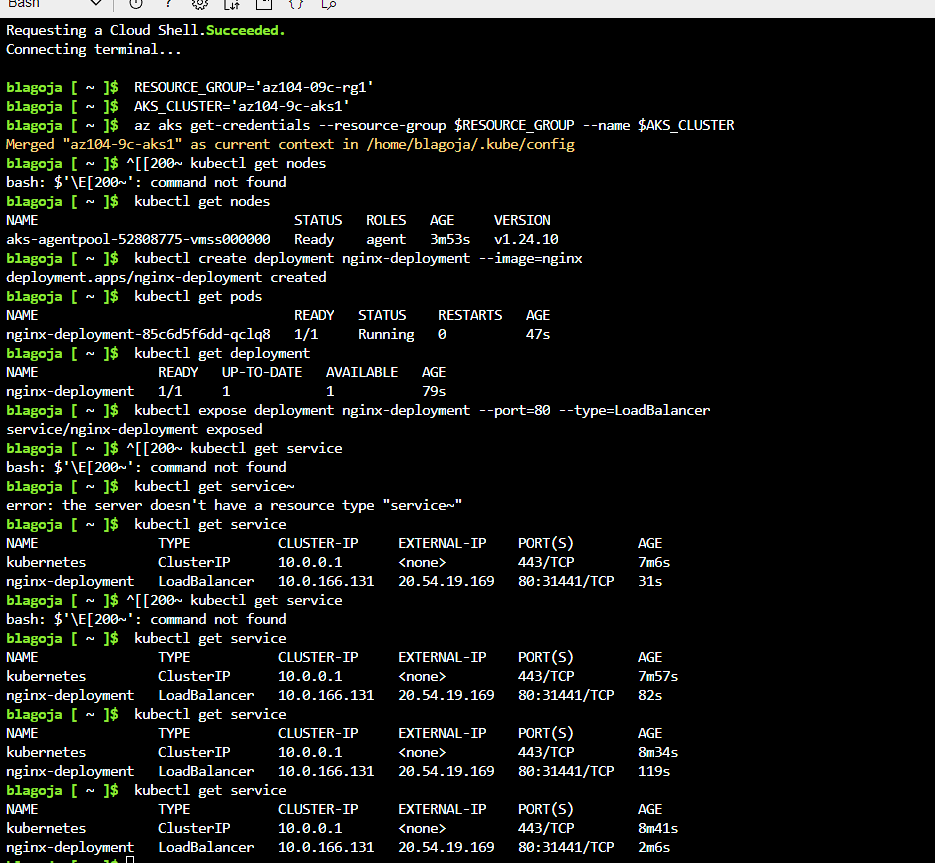 Bash
Requesting a Cloud Shell.Succeeded.
Connecting terminal...
blagoja [ ~ ]$  RESOURCE_GROUP='az104-09c-rg1'
blagoja [ ~ ]$  AKS_CLUSTER='az104-9c-aks1'
blagoja [ ~ ]$  az aks get-credentials --resource-group $RESOURCE_GROUP --name $AKS_CLUSTER
Merged "az104-9c-aks1" as current context in /home/blagoja/.kube/config
blagoja [ ~ ]$ ^[[200~ kubectl get nodes
bash: $'\E[200~': command not found
blagoja [ ~ ]$  kubectl get nodes
NAME                                STATUS   ROLES   AGE     VERSION
aks-agentpool-52808775-vmss000000   Ready    agent   3m53s   v1.24.10
blagoja [ ~ ]$  kubectl create deployment nginx-deployment --image=nginx
deployment.apps/nginx-deployment created
blagoja [ ~ ]$  kubectl get pods
NAME                                READY   STATUS    RESTARTS   AGE
nginx-deployment-85c6d5f6dd-qclq8   1/1     Running   0          47s
blagoja [ ~ ]$  kubectl get deployment
NAME               READY   UP-TO-DATE   AVAILABLE   AGE
nginx-deployment   1/1     1            1           79s
blagoja [ ~ ]$  kubectl expose deployment nginx-deployment --port=80 --type=LoadBalancer
service/nginx-deployment exposed
blagoja [ ~ ]$ ^[[200~ kubectl get service
bash: $'\E[200~': command not found
blagoja [ ~ ]$  kubectl get service~
error: the server doesn't have a resource type "service~"
blagoja [ ~ ]$  kubectl get service
NAME               TYPE           CLUSTER-IP     EXTERNAL-IP    PORT(S)        AGE
kubernetes         ClusterIP      10.0.0.1       <none>         443/TCP        7m6s
nginx-deployment   LoadBalancer   10.0.166.131   20.54.19.169   80:31441/TCP   31s
blagoja [ ~ ]$ ^[[200~ kubectl get service
bash: $'\E[200~': command not found
blagoja [ ~ ]$  kubectl get service
NAME               TYPE           CLUSTER-IP     EXTERNAL-IP    PORT(S)        AGE
kubernetes         ClusterIP      10.0.0.1       <none>         443/TCP        7m57s
nginx-deployment   LoadBalancer   10.0.166.131   20.54.19.169   80:31441/TCP   82s
blagoja [ ~ ]$  kubectl get service
NAME               TYPE           CLUSTER-IP     EXTERNAL-IP    PORT(S)        AGE
kubernetes         ClusterIP      10.0.0.1       <none>         443/TCP        8m34s
nginx-deployment   LoadBalancer   10.0.166.131   20.54.19.169   80:31441/TCP   119s
blagoja [ ~ ]$  kubectl get service
NAME               TYPE           CLUSTER-IP     EXTERNAL-IP    PORT(S)        AGE
kubernetes         ClusterIP      10.0.0.1       <none>         443/TCP        8m41s
nginx-deployment   LoadBalancer   10.0.166.131   20.54.19.169   80:31441/TCP   2m6s